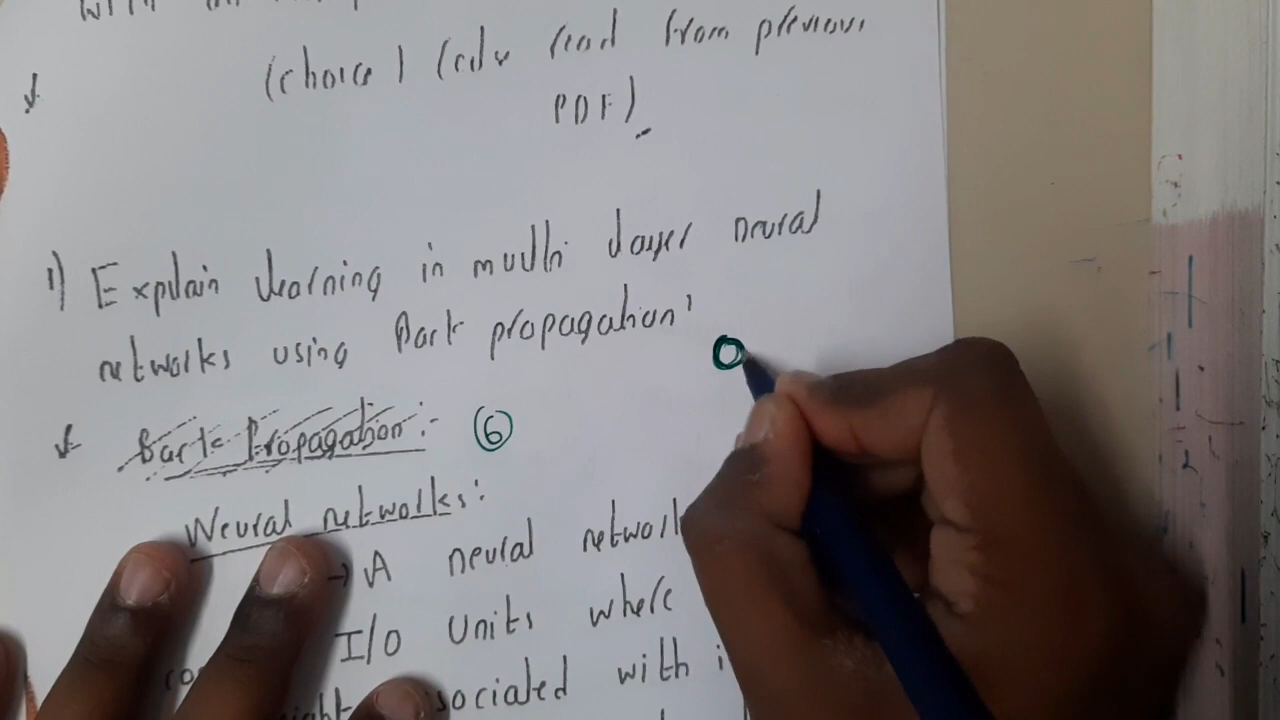 (choice) (adv read from previous
PDF)
1) Explain learning in multi layer neural
networks using Back propagation?
Back Propagation :- 6
Neural networks :
→ A neural network
I/O Units where
associated with